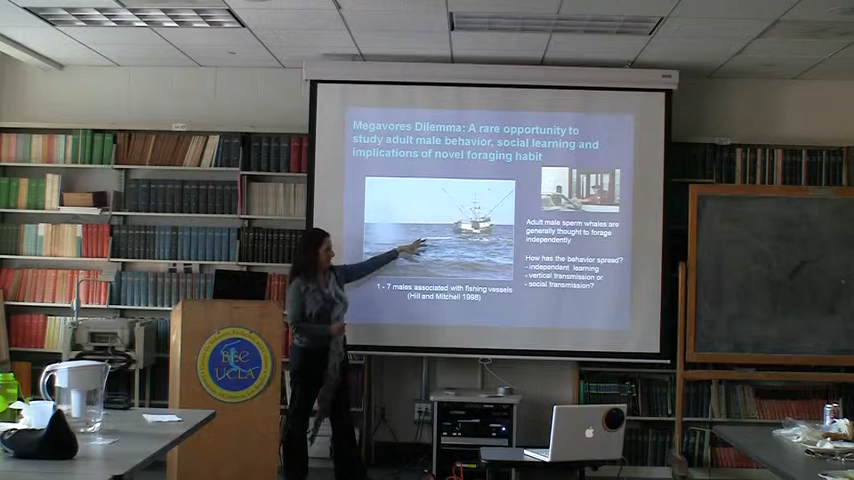 Megavores Dilemma: A rare opportunity to
study adult male behavior, social learning and
implications of novel foraging habit
Adult male sperm whales are
generally thought to forage
independently
How has the behavior spread?
- independent learning
- vertical transmission or
- social transmission?
1 - 7 males associated with fishing vessels
(Hill and Mitchell 1998)
UCLA